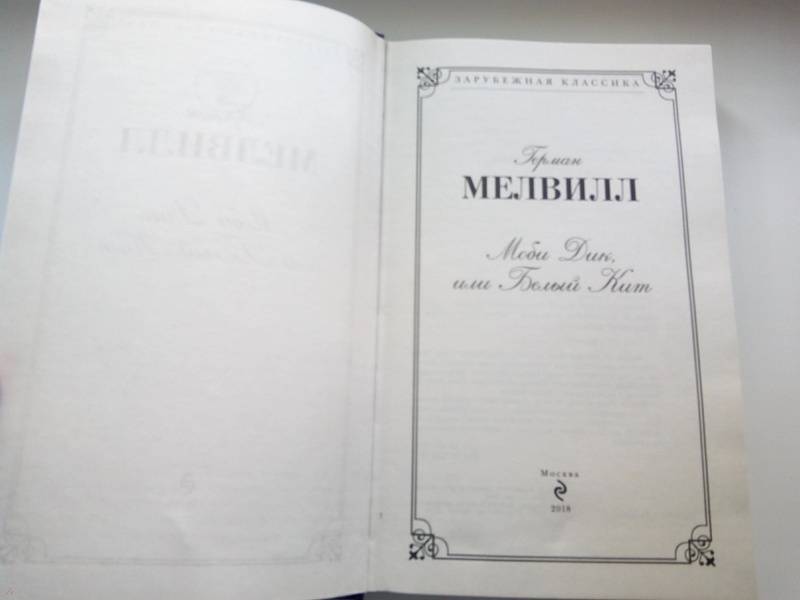 ЗАРУБЕЖНАЯ КЛАССИКА
Герман
МЕЛВИЛЛ
Моби Дик,
или Белый Кит
Москва
2018